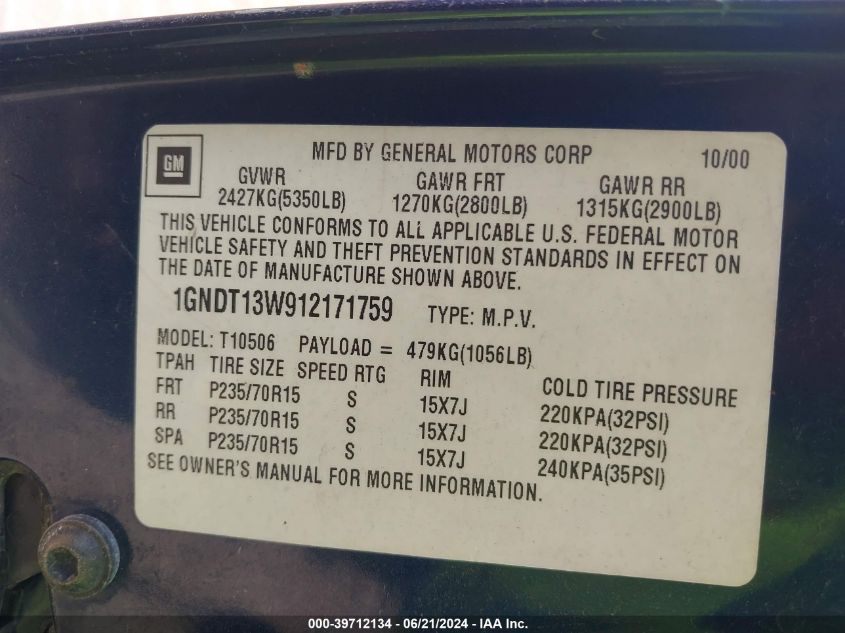 GM
MFD BY GENERAL MOTORS CORP 10/00
GVWR GAWR FRT GAWR RR
2427KG(5350LB) 1270KG(2800LB) 1315KG(2900LB)
THIS VEHICLE CONFORMS TO ALL APPLICABLE U.S. FEDERAL MOTOR
VEHICLE SAFETY AND THEFT PREVENTION STANDARDS IN EFFECT ON
THE DATE OF MANUFACTURE SHOWN ABOVE.
1GNDT13W912171759 TYPE: M.P.V.
MODEL: T10506 PAYLOAD = 479KG(1056LB)
TPAH TIRE SIZE SPEED RTG RIM COLD TIRE PRESSURE
FRT P235/70R15 S 15X7J 220KPA(32PSI)
RR P235/70R15 S 15X7J 220KPA(32PSI)
SPA P235/70R15 S 15X7J 240KPA(35PSI)
SEE OWNER'S MANUAL FOR MORE INFORMATION.
000-39712134 - 06/21/2024 - IAA Inc.